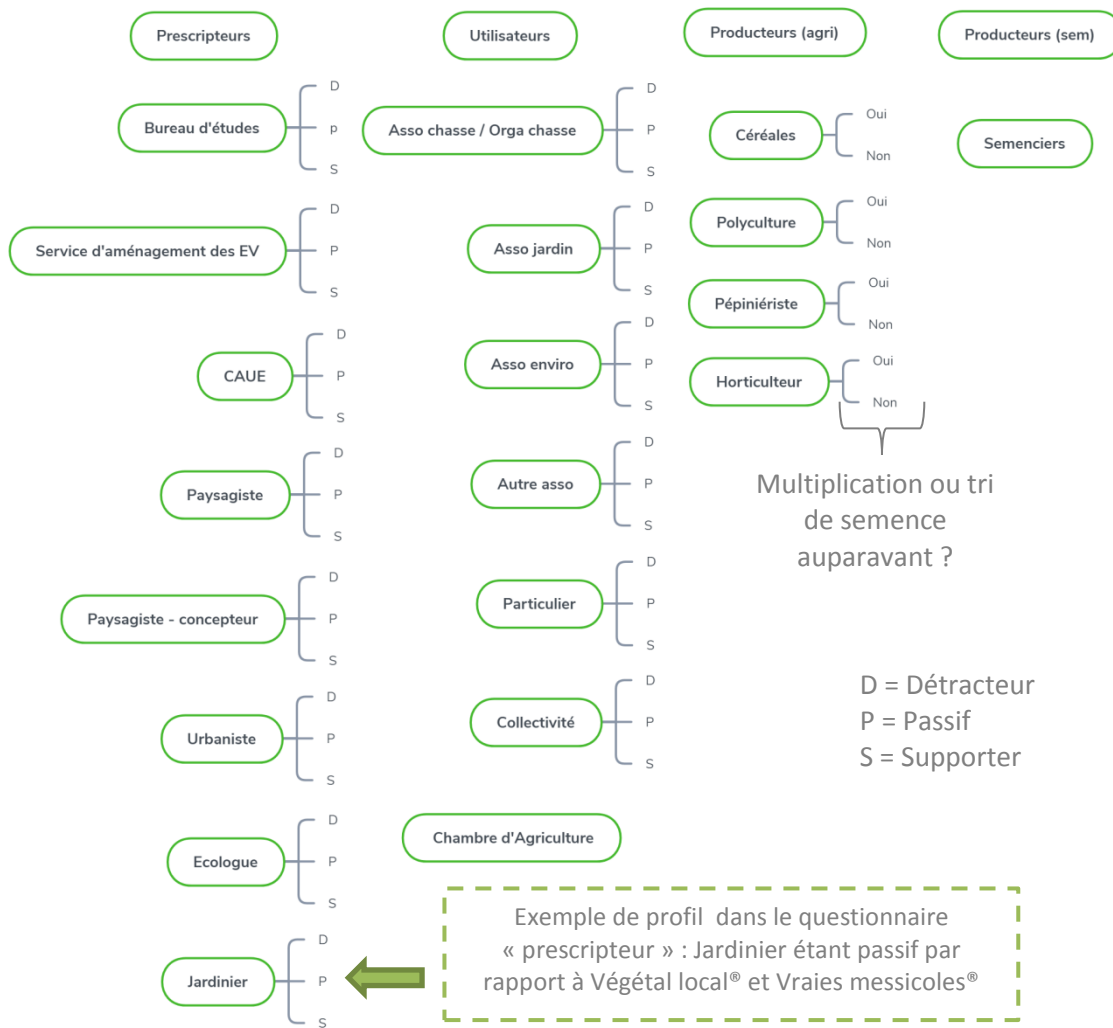 Prescripteurs
Utilisateurs
Producteurs (agri)
Producteurs (sem)
Bureau d'études
D
p
S
Service d'aménagement des EV
D
P
S
CAUE
D
P
S
Paysagiste
D
P
S
Paysagiste - concepteur
D
P
S
Urbaniste
D
P
S
Ecologue
D
P
S
Jardinier
D
P
S
Asso chasse / Orga chasse
D
P
S
Asso jardin
D
P
S
Asso enviro
D
P
S
Autre asso
D
P
S
Particulier
D
P
S
Collectivité
D
P
S
Chambre d'Agriculture
Céréales
Oui
Non
Polyculture
Oui
Non
Pépiniériste
Oui
Non
Horticulteur
Oui
Non
Multiplication ou tri
de semence
auparavant ?
Semenciers
D = Détracteur
P = Passif
S = Supporter
Exemple de profil dans le questionnaire
« prescripteur » : Jardinier étant passif par
rapport à Végétal local® et Vraies messicoles®